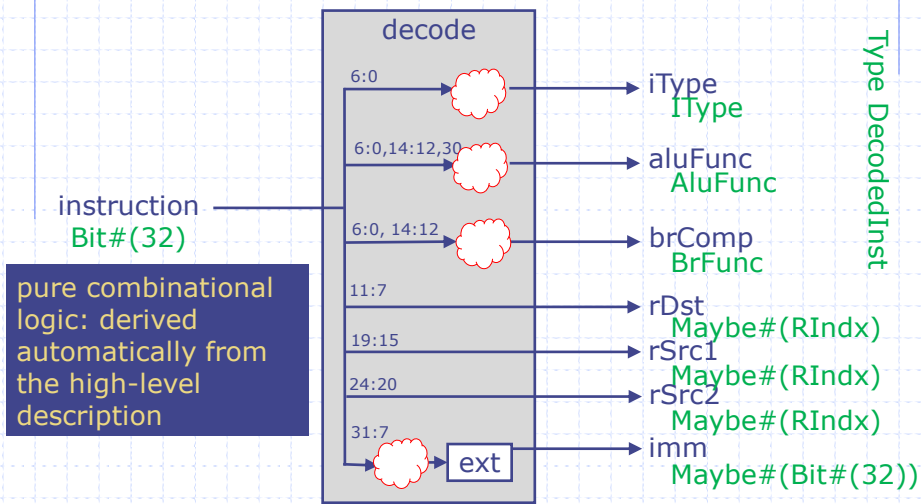 decode
6:0
iType
IType
6:0,14:12,30
aluFunc
AluFunc
instruction
Bit#(32)
6:0, 14:12
brComp
BrFunc
pure combinational
logic: derived
automatically from
the high-level
description
11:7
rDst
Maybe#(RIndx)
19:15
rSrc1
Maybe#(RIndx)
24:20
rSrc2
Maybe#(RIndx)
31:7
ext
imm
Maybe#(Bit#(32))
Type DecodedInst